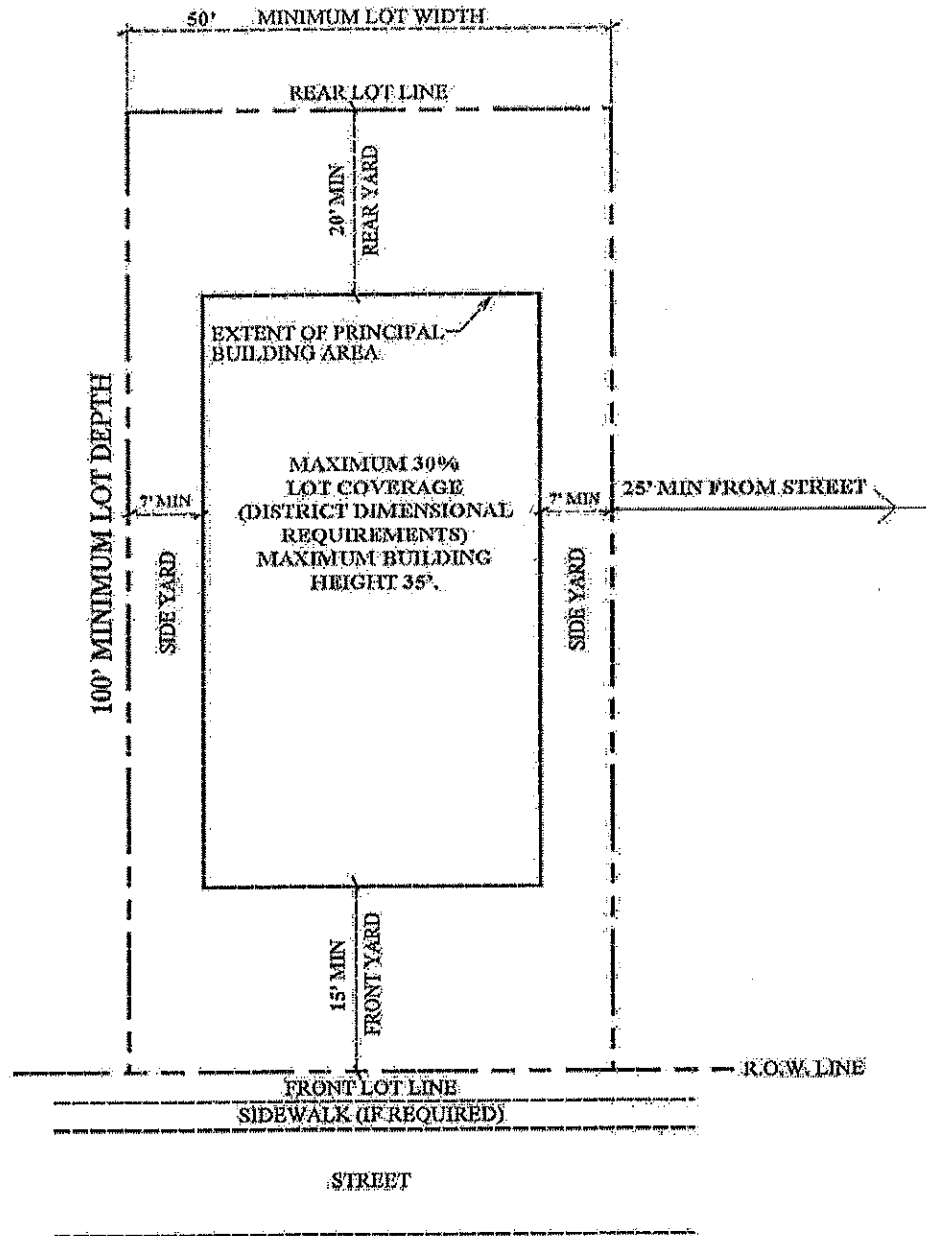 50' MINIMUM LOT WIDTH
REAR LOT LINE
20' MIN
REAR YARD
EXTENT OF PRINCIPAL
BUILDING AREA
100' MINIMUM LOT DEPTH
MAXIMUM 30%
LOT COVERAGE
(DISTRICT DIMENSIONAL
REQUIREMENTS)
MAXIMUM BUILDING
HEIGHT 35'.
7' MIN
SIDE YARD
7' MIN
SIDE YARD
25' MIN FROM STREET
15' MIN
FRONT YARD
R.O.W. LINE
FRONT LOT LINE
SIDEWALK (IF REQUIRED)
STREET